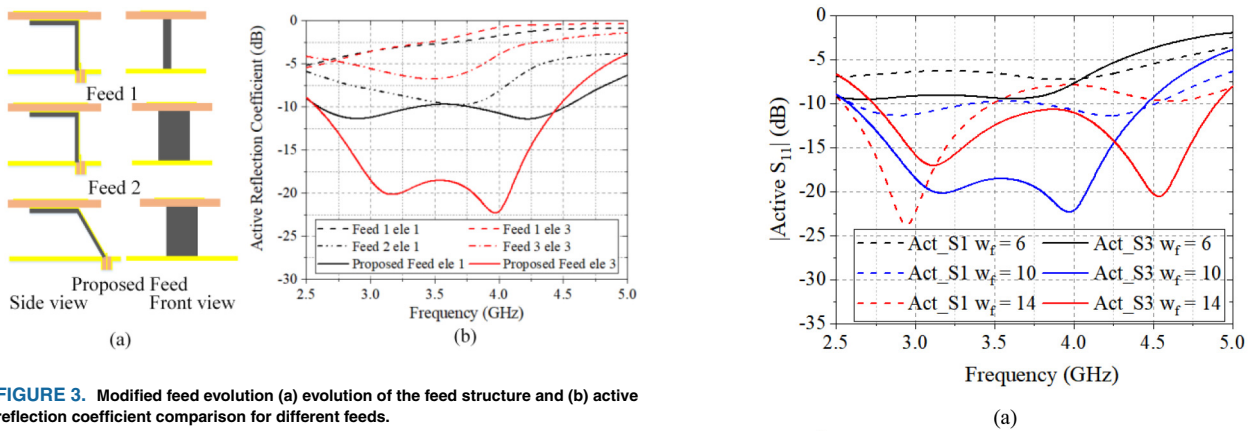 Feed 1
Feed 2
Proposed Feed
Side view Front view
(a)
0
-5
-10
-15
-20
-25
-30
Active Reflection Coefficient (dB)
Feed 1 ele 1 Feed 1 ele 3
Feed 2 ele 1 Feed 3 ele 3
Proposed Feed ele 1 Proposed Feed ele 3
2.5 3.0 3.5 4.0 4.5 5.0
Frequency (GHz)
(b)
FIGURE 3. Modified feed evolution (a) evolution of the feed structure and (b) active
reflection coefficient comparison for different feeds.
0
-5
-10
-15
-20
-25
-30
-35
|Active S11| (dB)
Act_S1 wf = 6 Act_S3 wf = 6
Act_S1 wf = 10 Act_S3 wf = 10
Act_S1 wf = 14 Act_S3 wf = 14
2.5 3.0 3.5 4.0 4.5 5.0
Frequency (GHz)
(a)